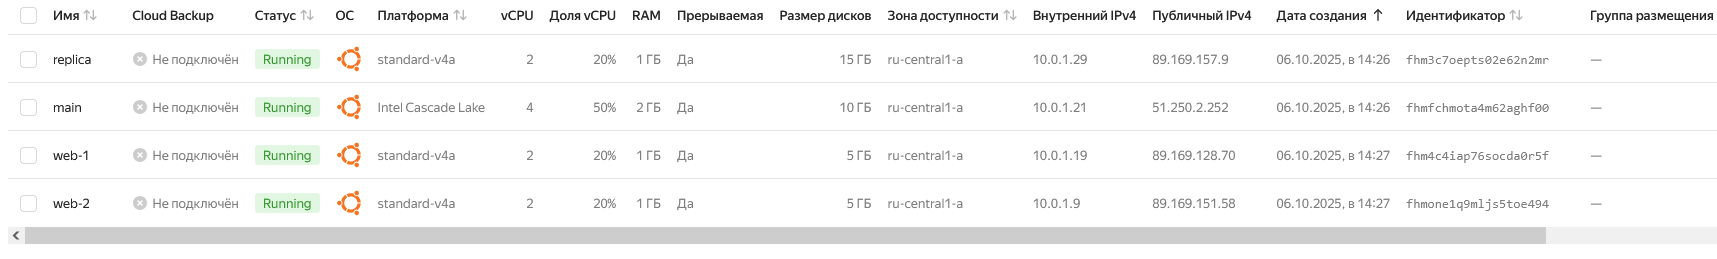 Имя Cloud Backup Статус ОС Платформа vCPU Доля vCPU RAM Прерываемая Размер дисков Зона доступности Внутренний IPv4 Публичный IPv4 Дата создания Идентификатор Группа размещения
replica Не подключён Running standard-v4a 2 20% 1 ГБ Да 15 ГБ ru-central1-a 10.0.1.29 89.169.157.9 06.10.2025, в 14:26 fhm3c7oepts02e62n2mr —
main Не подключён Running Intel Cascade Lake 4 50% 2 ГБ Да 10 ГБ ru-central1-a 10.0.1.21 51.250.2.252 06.10.2025, в 14:26 fhmfchmota4m62aghf00 —
web-1 Не подключён Running standard-v4a 2 20% 1 ГБ Да 5 ГБ ru-central1-a 10.0.1.19 89.169.128.70 06.10.2025, в 14:27 fhm4c4iap76socda0r5f —
web-2 Не подключён Running standard-v4a 2 20% 1 ГБ Да 5 ГБ ru-central1-a 10.0.1.9 89.169.151.58 06.10.2025, в 14:27 fhmone1q9mljs5toe494 —